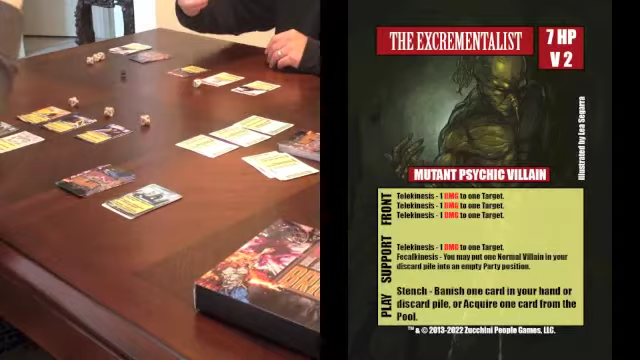 THE EXCREMENTALIST
7 HP
V 2
Illustrated by Lea Segarra
MUTANT PSYCHIC VILLAIN
FRONT
Telekinesis - 1 DMG to one Target.
Telekinesis - 1 DMG to one Target.
Telekinesis - 1 DMG to one Target.
SUPPORT
Telekinesis - 1 DMG to one Target.
Fecalkinesis - You may put one Normal Villain in your
discard pile into an empty Party position.
PLAY
Stench - Banish one card in your hand or
discard pile, or Acquire one card from the
Pool.
™ & © 2013-2022 Zucchini People Games, LLC.